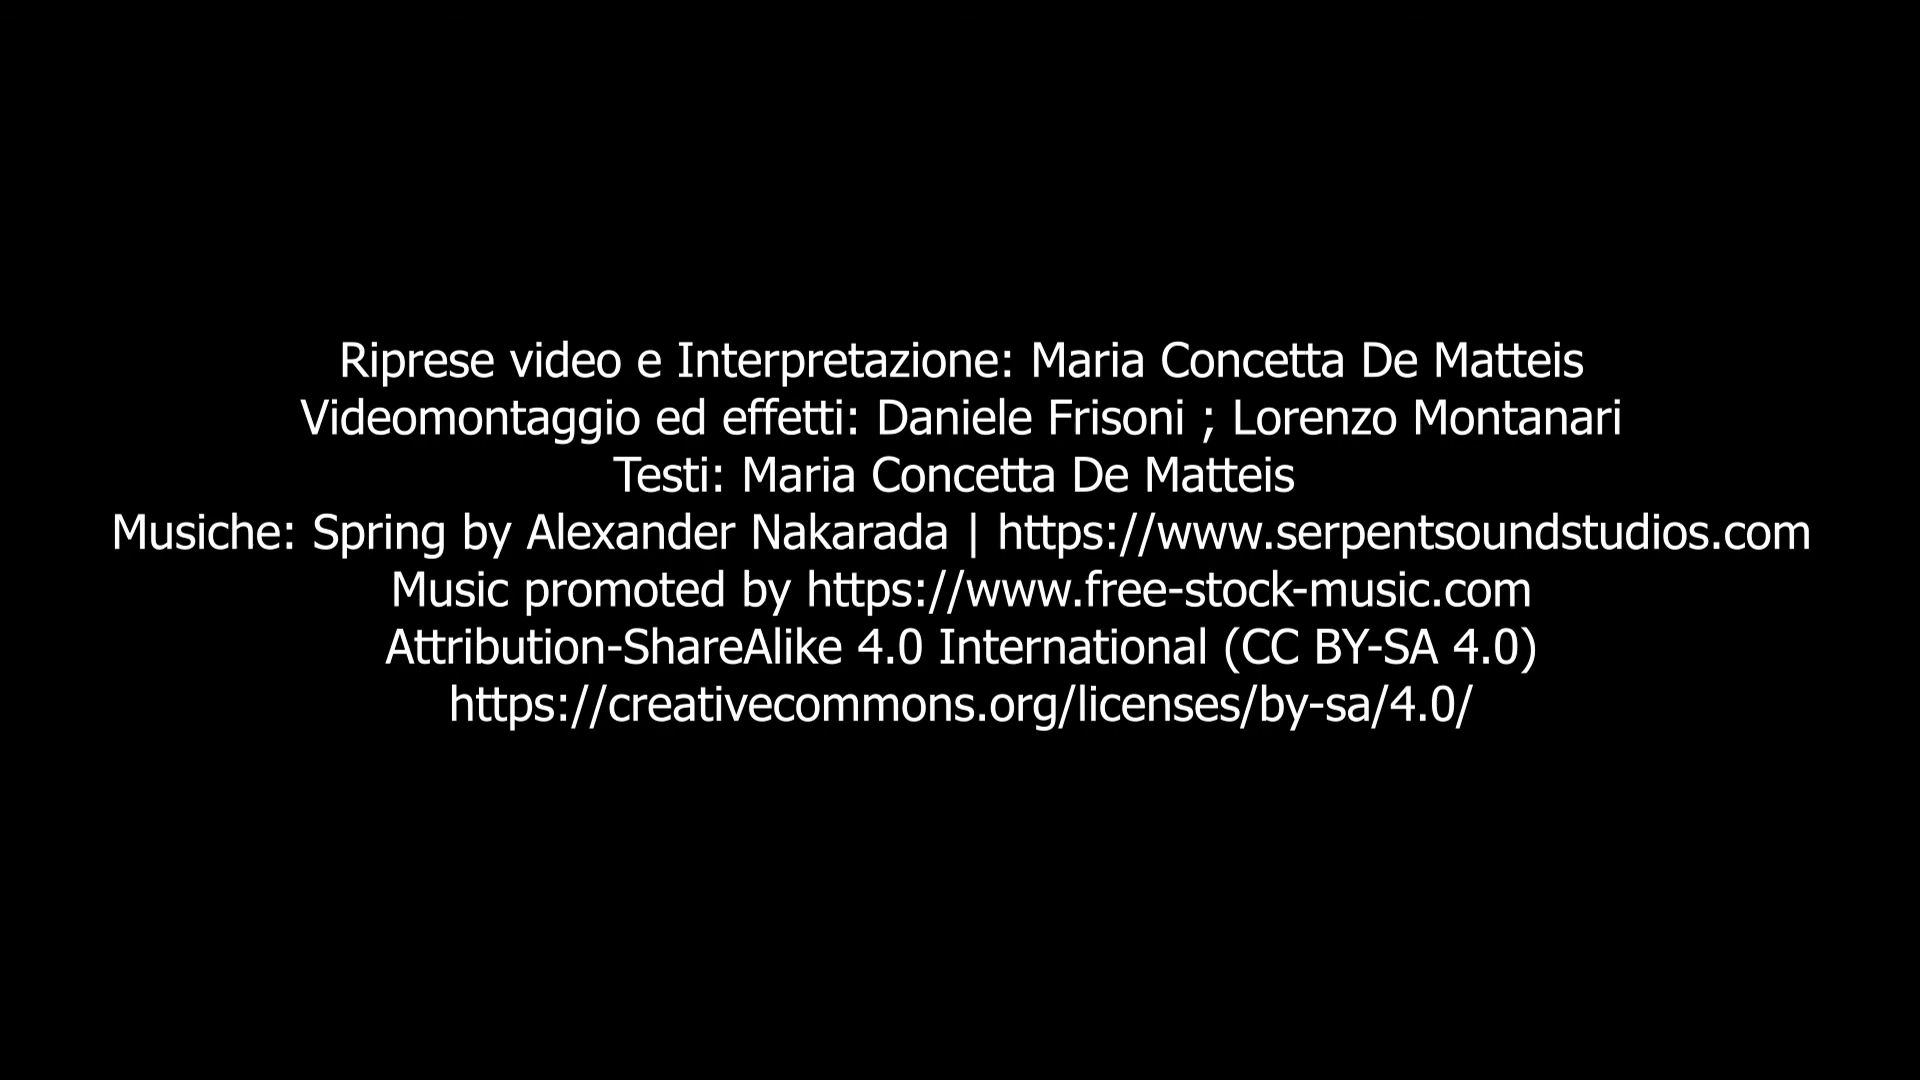 Riprese video e Interpretazione: Maria Concetta De Matteis
Videomontaggio ed effetti: Daniele Frisoni ; Lorenzo Montanari
Testi: Maria Concetta De Matteis
Musiche: Spring by Alexander Nakarada | https://www.serpentsoundstudios.com
Music promoted by https://www.free-stock-music.com
Attribution-ShareAlike 4.0 International (CC BY-SA 4.0)
https://creativecommons.org/licenses/by-sa/4.0/